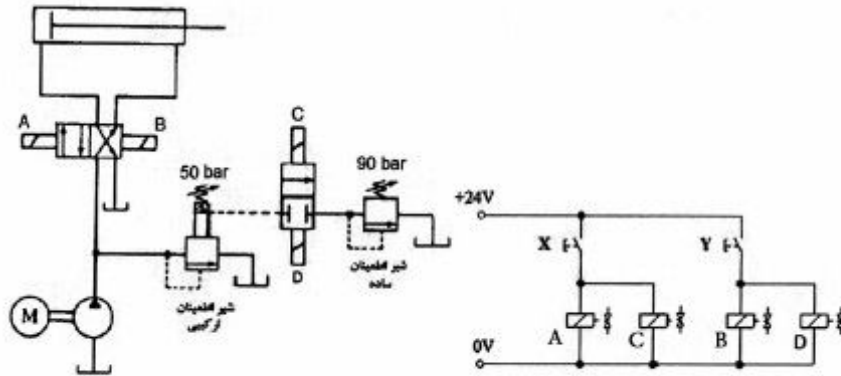 A
B
C
50 bar
90 bar
D
شیر اطمینان
ترکیبی
شیر اطمینان
ساده
M
+24V
X
Y
A
C
B
D
0V